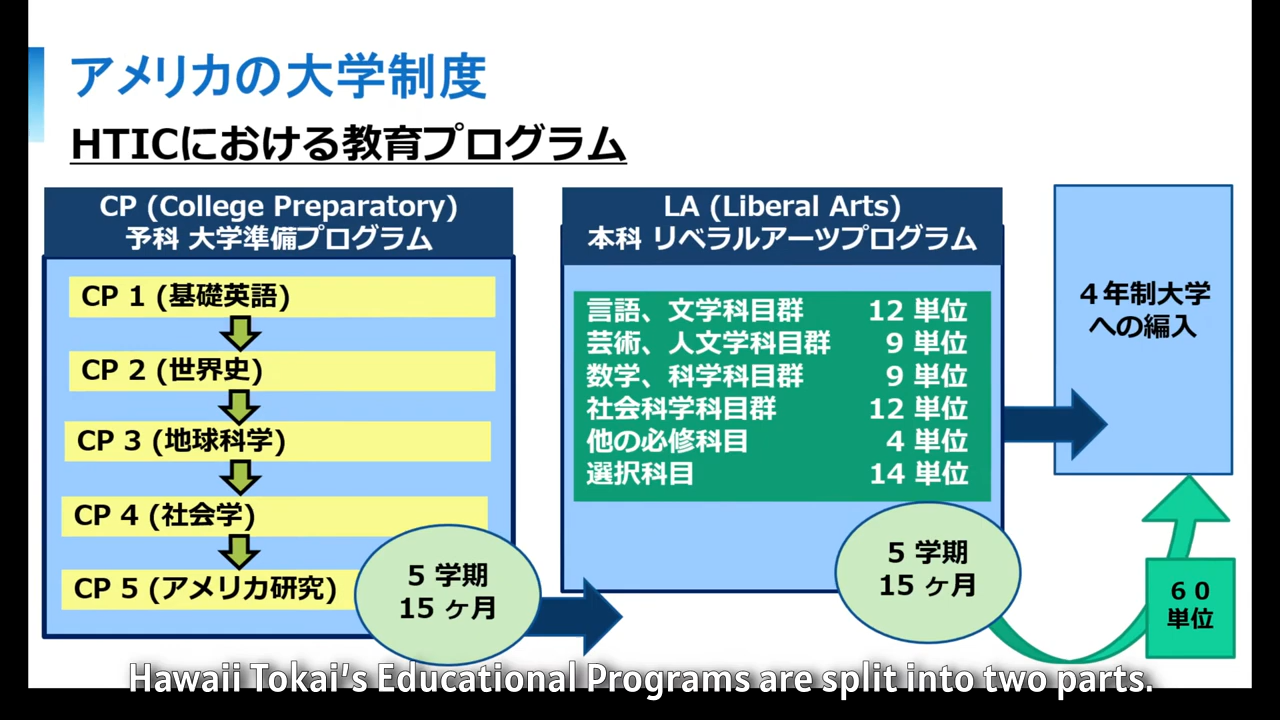 アメリカの大学制度
HTICにおける教育プログラム
CP (College Preparatory)
予科 大学準備プログラム
CP 1 (基礎英語)
CP 2 (世界史)
CP 3 (地球科学)
CP 4 (社会学)
CP 5 (アメリカ研究)
5 学期
15 ヶ月
LA (Liberal Arts)
本科 リベラルアーツプログラム
言語、文学科目群 12 単位
芸術、人文学科目群 9 単位
数学、科学科目群 9 単位
社会科学科目群 12 単位
他の必修科目 4 単位
選択科目 14 単位
5 学期
15 ヶ月
４年制大学
への編入
６０
単位
Hawaii Tokai's Educational Programs are split into two parts.